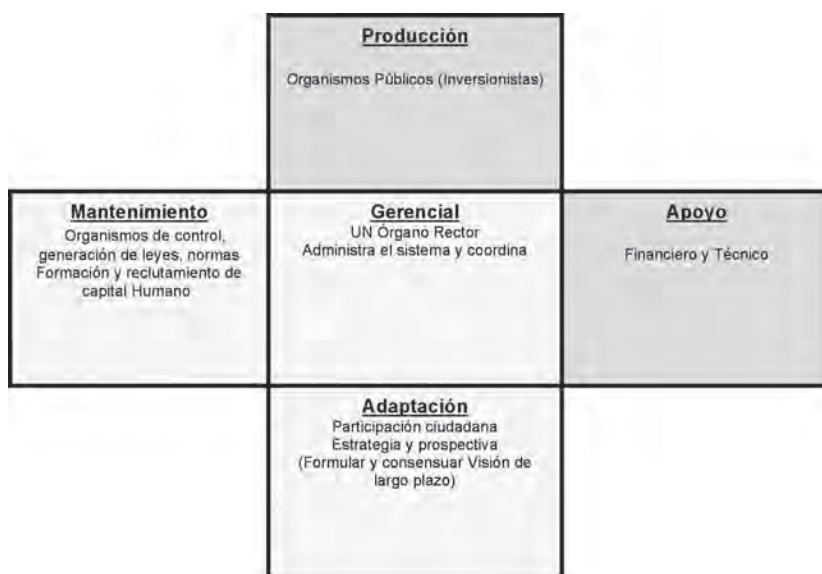 Producción
Organismos Públicos (Inversionistas)
Mantenimiento
Organismos de control,
generación de leyes, normas
Formación y reclutamiento de
capital Humano
Gerencial
UN Órgano Rector
Administra el sistema y coordina
Apoyo
Financiero y Técnico
Adaptación
Participación ciudadana
Estrategia y prospectiva
(Formular y consensuar Visión de
largo plazo)